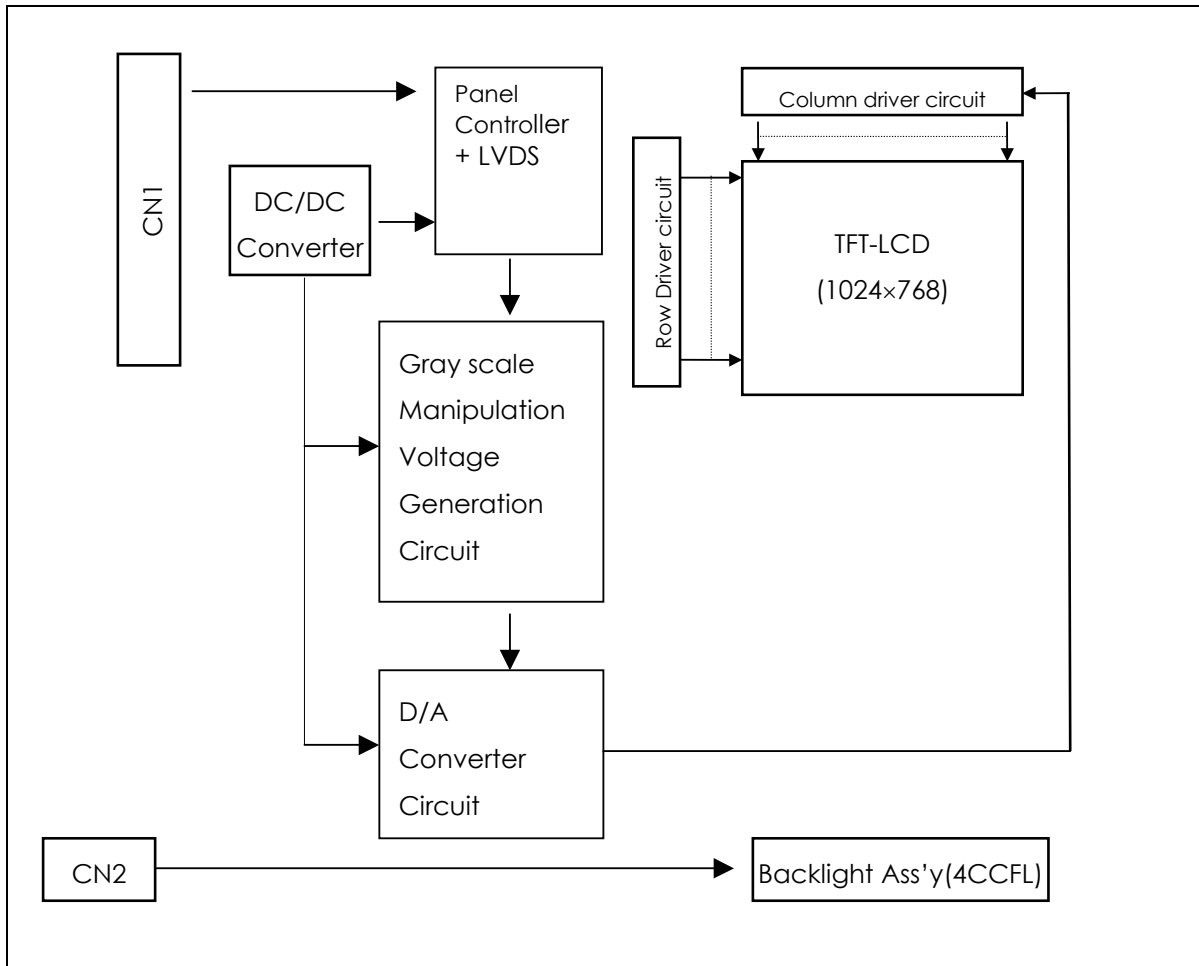 CN1
Panel
Controller
+ LVDS
DC/DC
Converter
Gray scale
Manipulation
Voltage
Generation
Circuit
D/A
Converter
Circuit
Column driver circuit
Row Driver circuit
TFT-LCD
(1024×768)
CN2
Backlight Ass’y(4CCFL)